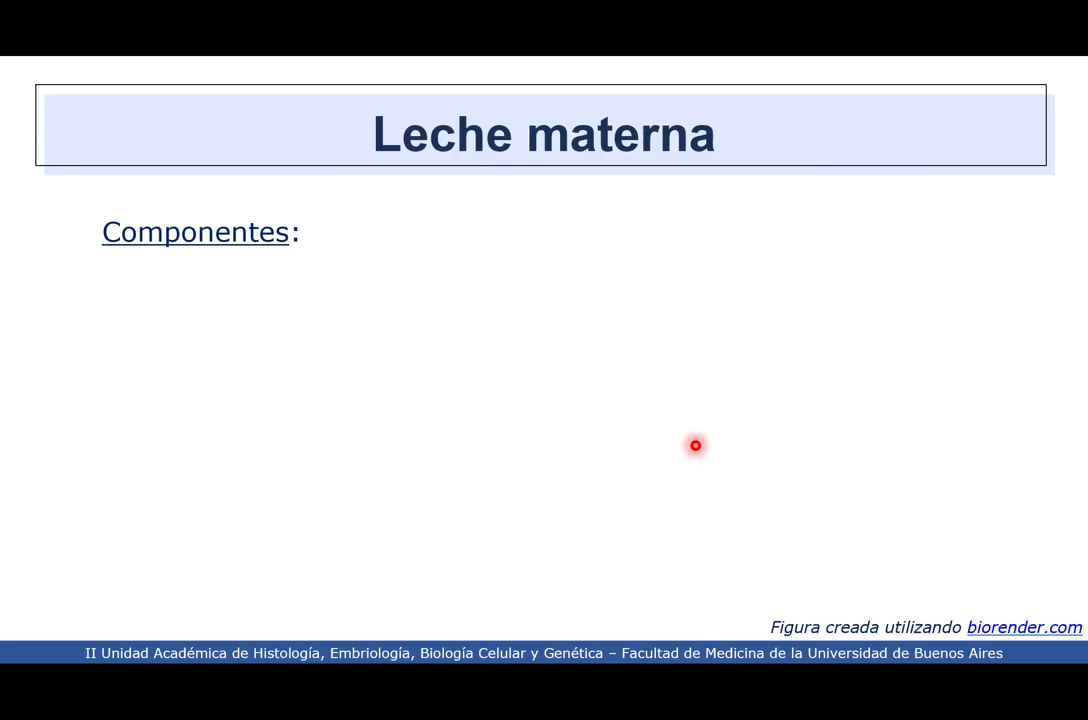 Leche materna
Componentes:
Figura creada utilizando biorender.com
II Unidad Académica de Histología, Embriología, Biología Celular y Genética – Facultad de Medicina de la Universidad de Buenos Aires